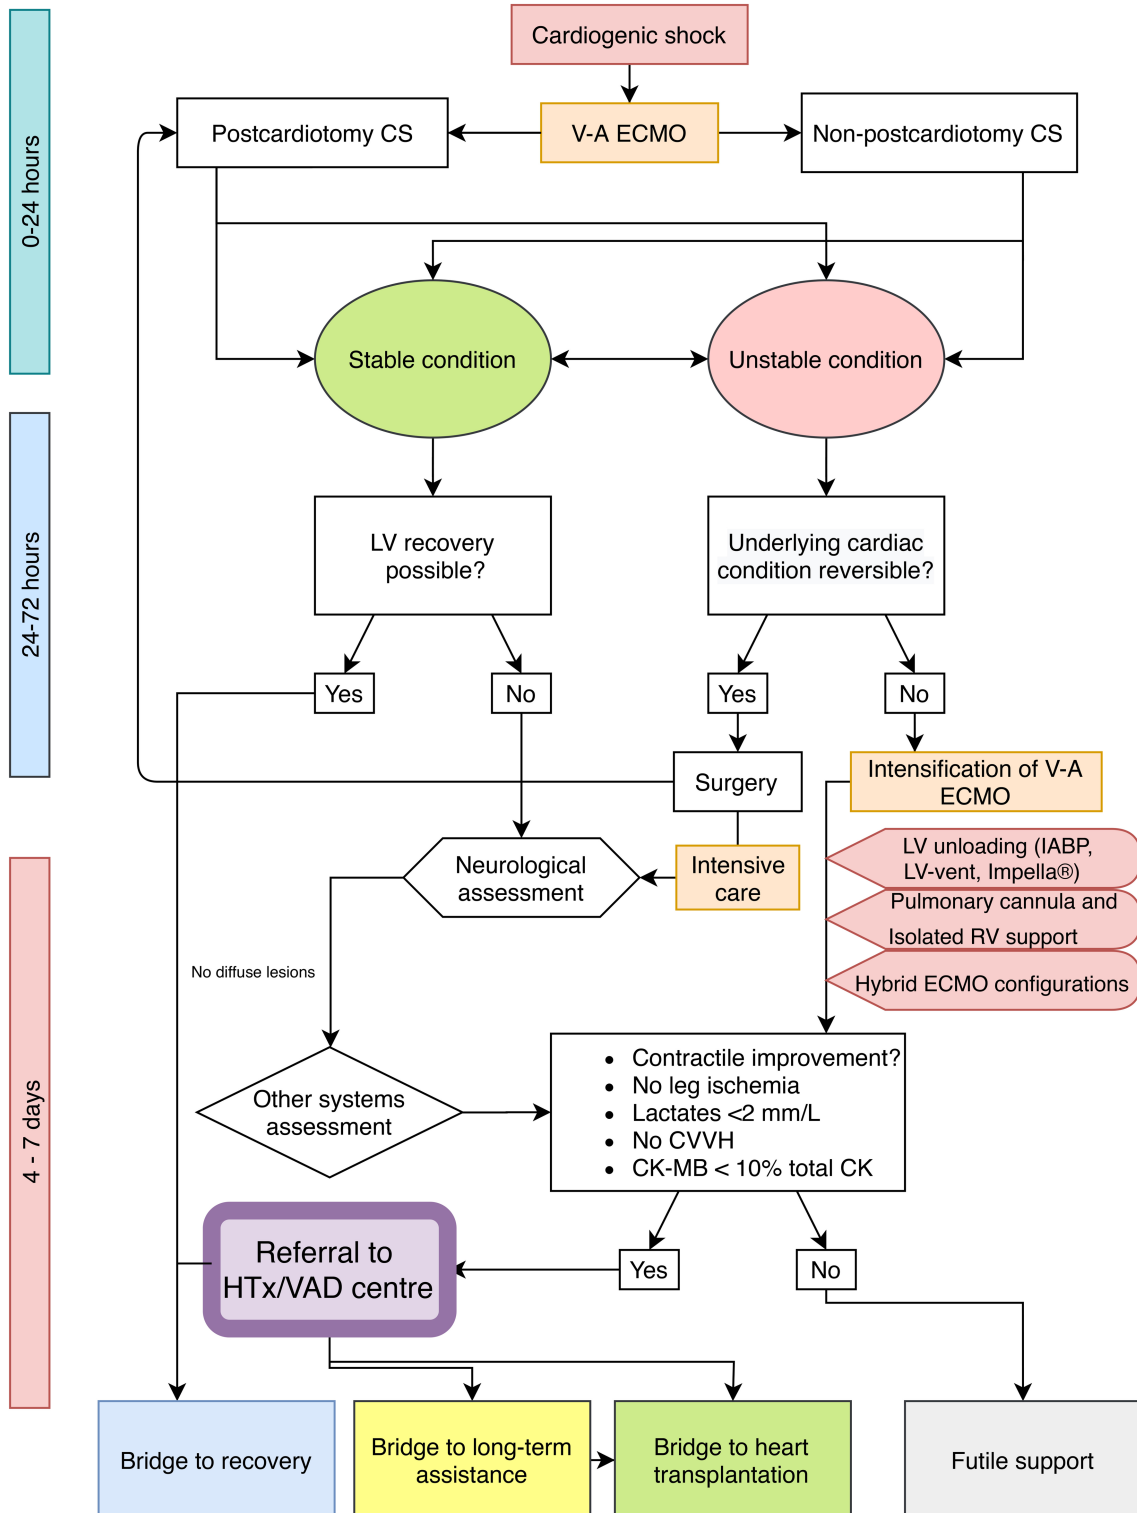 Cardiogenic shock
0-24 hours
Postcardiotomy CS
V-A ECMO
Non-postcardiotomy CS
Stable condition
Unstable condition
24-72 hours
LV recovery
possible?
Underlying cardiac
condition reversible?
Yes
No
Yes
No
Surgery
Intensification of V-A
ECMO
Neurological
assessment
Intensive
care
LV unloading (IABP,
LV-vent, Impella®)
Pulmonary cannula and
Isolated RV support
Hybrid ECMO configurations
4 - 7 days
No diffuse lesions
Other systems
assessment
• Contractile improvement?
• No leg ischemia
• Lactates <2 mm/L
• No CVVH
• CK-MB < 10% total CK
Referral to
HTx/VAD centre
Yes
No
Bridge to recovery
Bridge to long-term
assistance
Bridge to heart
transplantation
Futile support